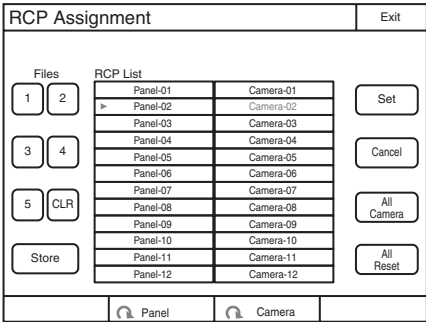 RCP Assignment Exit
Files RCP List
1 2
3 4
5 CLR
Store
Panel-01 Camera-01
Panel-02 Camera-02
Panel-03 Camera-03
Panel-04 Camera-04
Panel-05 Camera-05
Panel-06 Camera-06
Panel-07 Camera-07
Panel-08 Camera-08
Panel-09 Camera-09
Panel-10 Camera-10
Panel-11 Camera-11
Panel-12 Camera-12
Set
Cancel
All
Camera
All
Reset
Panel Camera